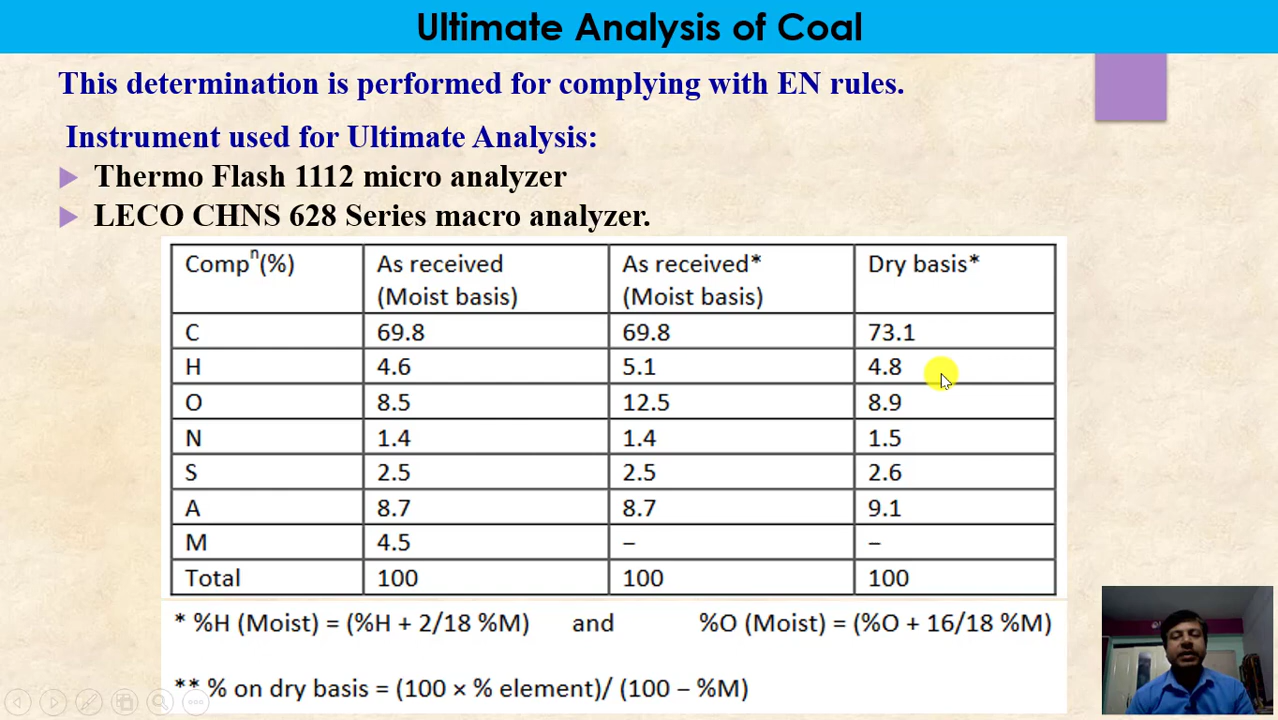 Ultimate Analysis of Coal
This determination is performed for complying with EN rules.
Instrument used for Ultimate Analysis:
Thermo Flash 1112 micro analyzer
LECO CHNS 628 Series macro analyzer.
Compⁿ(%) As received (Moist basis) As received* (Moist basis) Dry basis*
C 69.8 69.8 73.1
H 4.6 5.1 4.8
O 8.5 12.5 8.9
N 1.4 1.4 1.5
S 2.5 2.5 2.6
A 8.7 8.7 9.1
M 4.5 – –
Total 100 100 100
* %H (Moist) = (%H + 2/18 %M) and %O (Moist) = (%O + 16/18 %M)
** % on dry basis = (100 × % element)/ (100 – %M)